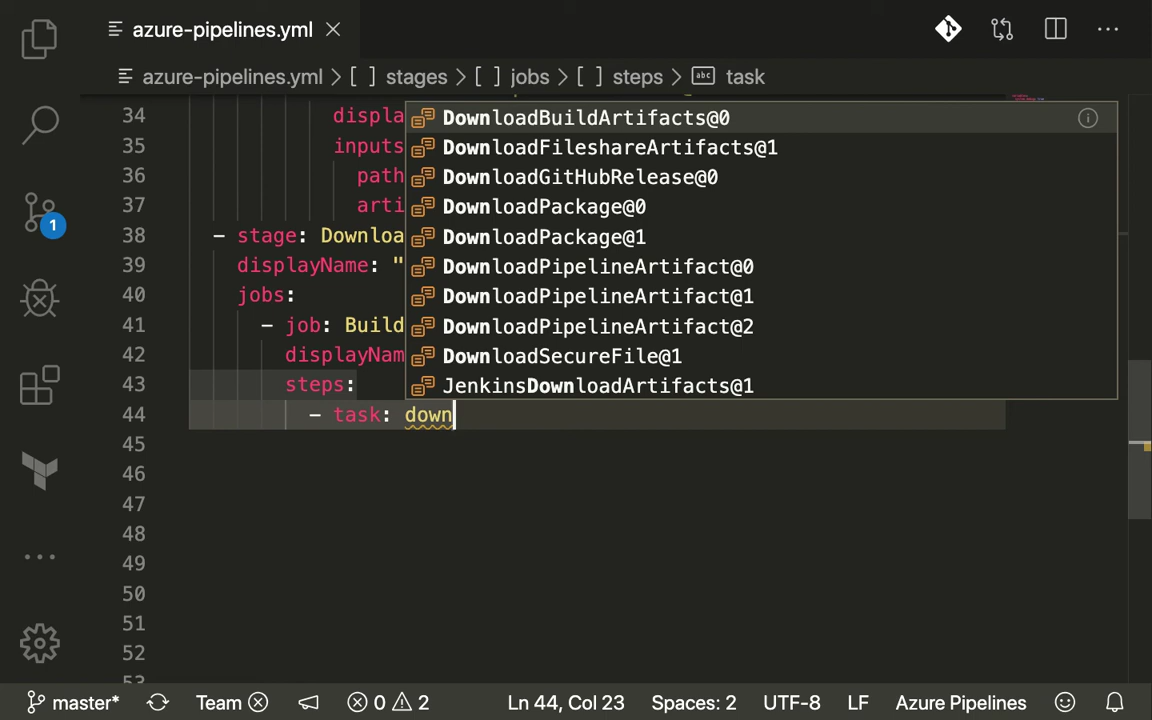 azure-pipelines.yml
azure-pipelines.yml > [ ] stages > [ ] jobs > [ ] steps > abc task
34 displa
35 inputs
36 path
37 arti
38 - stage: Downloa
39 displayName: "
40 jobs:
41 - job: Build
42 displayNam
43 steps:
44 - task: down
45
46
47
48
49
50
51
52
53
DownloadBuildArtifacts@0
DownloadFileshareArtifacts@1
DownloadGitHubRelease@0
DownloadPackage@0
DownloadPackage@1
DownloadPipelineArtifact@0
DownloadPipelineArtifact@1
DownloadPipelineArtifact@2
DownloadSecureFile@1
JenkinsDownloadArtifacts@1
1
master* Team 0 2 Ln 44, Col 23 Spaces: 2 UTF-8 LF Azure Pipelines